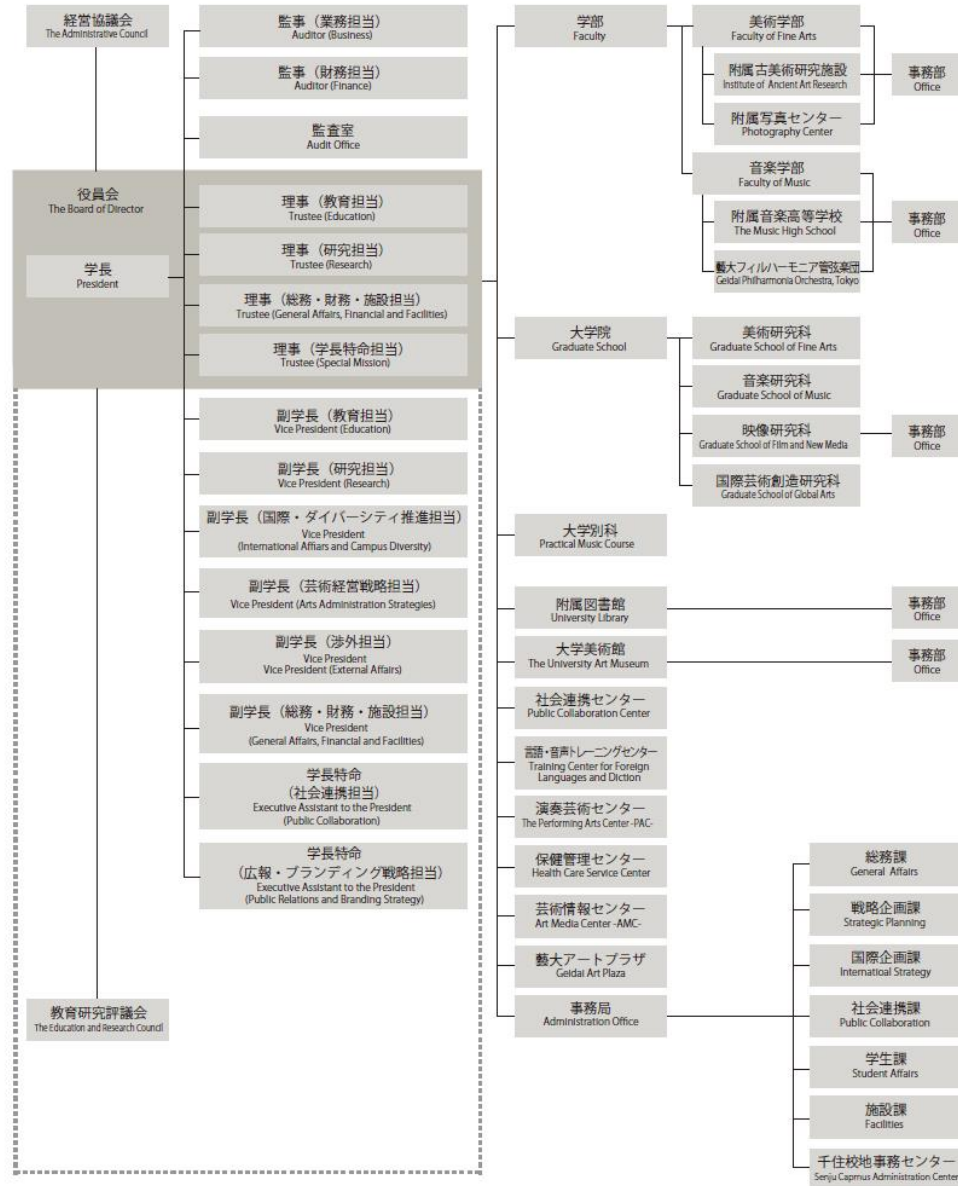 経営協議会
The Administrative Council
役員会
The Board of Director
学長
President
教育研究評議会
The Education and Research Council
監事（業務担当）
Auditor (Business)
監事（財務担当）
Auditor (Finance)
監査室
Audit Office
理事（教育担当）
Trustee (Education)
理事（研究担当）
Trustee (Research)
理事（総務・財務・施設担当）
Trustee (General Affairs, Financial and Facilities)
理事（学長特命担当）
Trustee (Special Mission)
副学長（教育担当）
Vice President (Education)
副学長（研究担当）
Vice President (Research)
副学長（国際・ダイバーシティ推進担当）
Vice President
(International Affiars and Campus Diversity)
副学長（芸術経営戦略担当）
Vice President (Arts Administration Strategies)
副学長（渉外担当）
Vice President
Vice President (External Affairs)
副学長（総務・財務・施設担当）
Vice President
(General Affairs, Financial and Facilities)
学長特命
（社会連携担当）
Executive Assistant to the President
(Public Collaboration)
学長特命
（広報・ブランディング戦略担当）
Executive Assistant to the President
(Public Relations and Branding Strategy)
学部
Faculty
美術学部
Faculty of Fine Arts
附属古美術研究施設
Institute of Ancient Art Research
附属写真センター
Photography Center
事務部
Office
音楽学部
Faculty of Music
附属音楽高等学校
The Music High School
藝大フィルハーモニア管弦楽団
Geidai Philharmonia Orchestra, Tokyo
事務部
Office
大学院
Graduate School
美術研究科
Graduate School of Fine Arts
音楽研究科
Graduate School of Music
映像研究科
Graduate School of Film and New Media
事務部
Office
国際芸術創造研究科
Graduate School of Global Arts
大学別科
Practical Music Course
附属図書館
University Library
事務部
Office
大学美術館
The University Art Museum
事務部
Office
社会連携センター
Public Collaboration Center
言語・音声トレーニングセンター
Training Center for Foreign
Languages and Diction
演奏芸術センター
The Performing Arts Center -PAC-
保健管理センター
Health Care Service Center
芸術情報センター
Art Media Center -AMC-
藝大アートプラザ
Geidai Art Plaza
事務局
Administration Office
総務課
General Affairs
戦略企画課
Strategic Planning
国際企画課
Internatioal Strategy
社会連携課
Public Collaboration
学生課
Student Affairs
施設課
Facilities
千住校地事務センター
Senju Capmus Administration Center